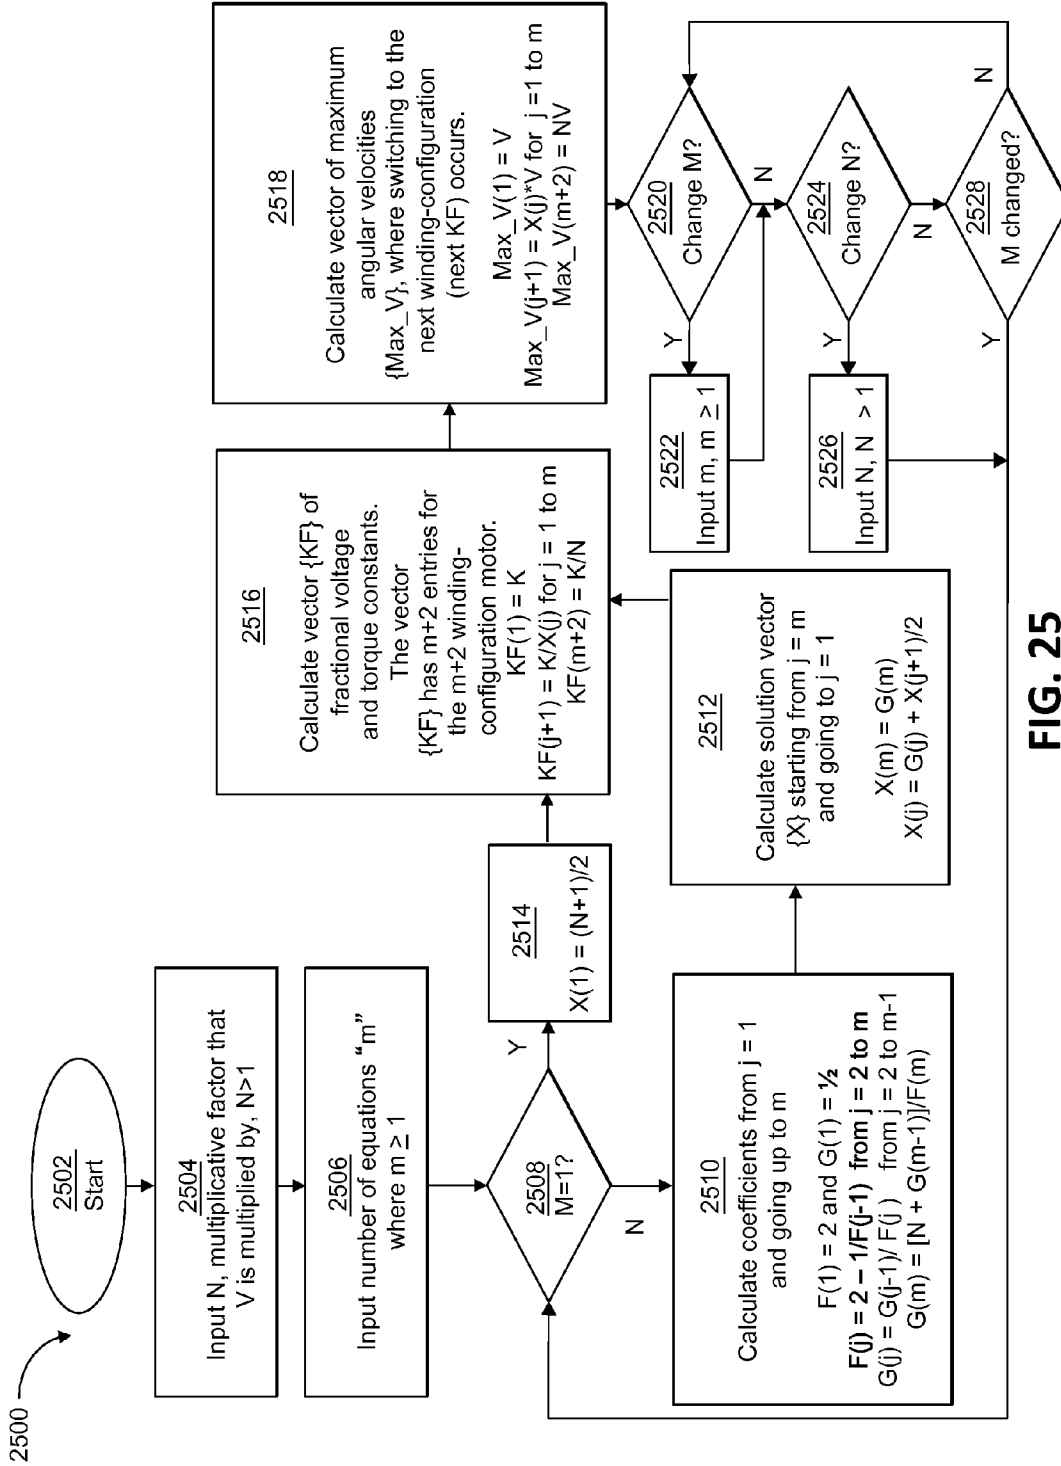 2500
2502
Start
2504
Input N, multiplicative factor that
V is multiplied by, N>1
2506
Input number of equations “m”
where m ≥ 1
2508
M=1?
Y
N
2510
Calculate coefficients from j = 1
and going up to m
F(1) = 2 and G(1) = ½
F(j) = 2 – 1/F(j-1) from j = 2 to m
G(j) = G(j-1)/ F(j ) from j = 2 to m-1
G(m) = [N + G(m-1)]/F(m)
2514
X(1) = (N+1)/2
2512
Calculate solution vector
{X} starting from j = m
and going to j = 1
X(m) = G(m)
X(j) = G(j) + X(j+1)/2
2516
Calculate vector {KF} of
fractional voltage
and torque constants.
The vector
{KF} has m+2 entries for
the m+2 winding-
configuration motor.
KF(1) = K
KF(j+1) = K/X(j) for j = 1 to m
KF(m+2) = K/N
2518
Calculate vector of maximum
angular velocities
{Max_V}, where switching to the
next winding-configuration
(next KF) occurs.
Max_V(1) = V
Max_V(j+1) = X(j)*V for j =1 to m
Max_V(m+2) = NV
2520
Change M?
Y
N
2522
Input m, m ≥ 1
2524
Change N?
Y
N
2526
Input N, N > 1
2528
M changed?
Y
N
FIG. 25